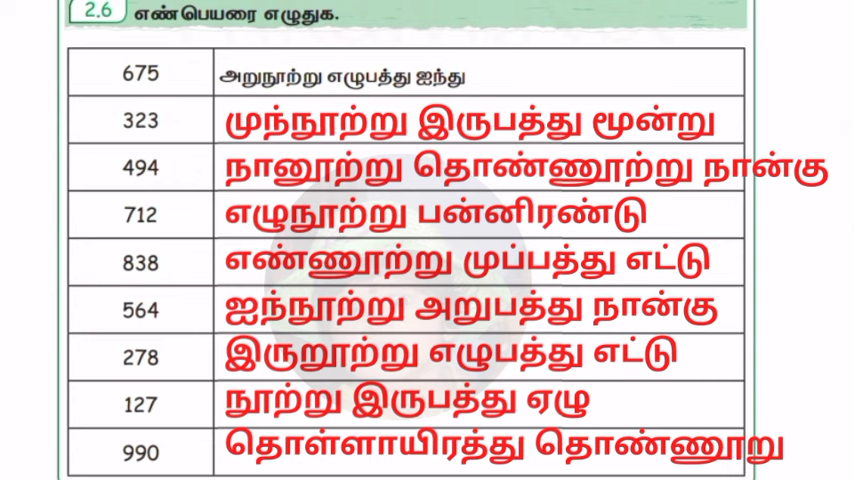 2.6 எண்பெயரை எழுதுக.
675 அறுநூற்று எழுபத்து ஐந்து
323 முந்நூற்று இருபத்து மூன்று
494 நானூற்று தொண்ணூற்று நான்கு
712 எழுநூற்று பன்னிரண்டு
838 எண்ணூற்று முப்பத்து எட்டு
564 ஐந்நூற்று அறுபத்து நான்கு
278 இருறூற்று எழுபத்து எட்டு
127 நூற்று இருபத்து ஏழு
990 தொள்ளாயிரத்து தொண்ணூறு